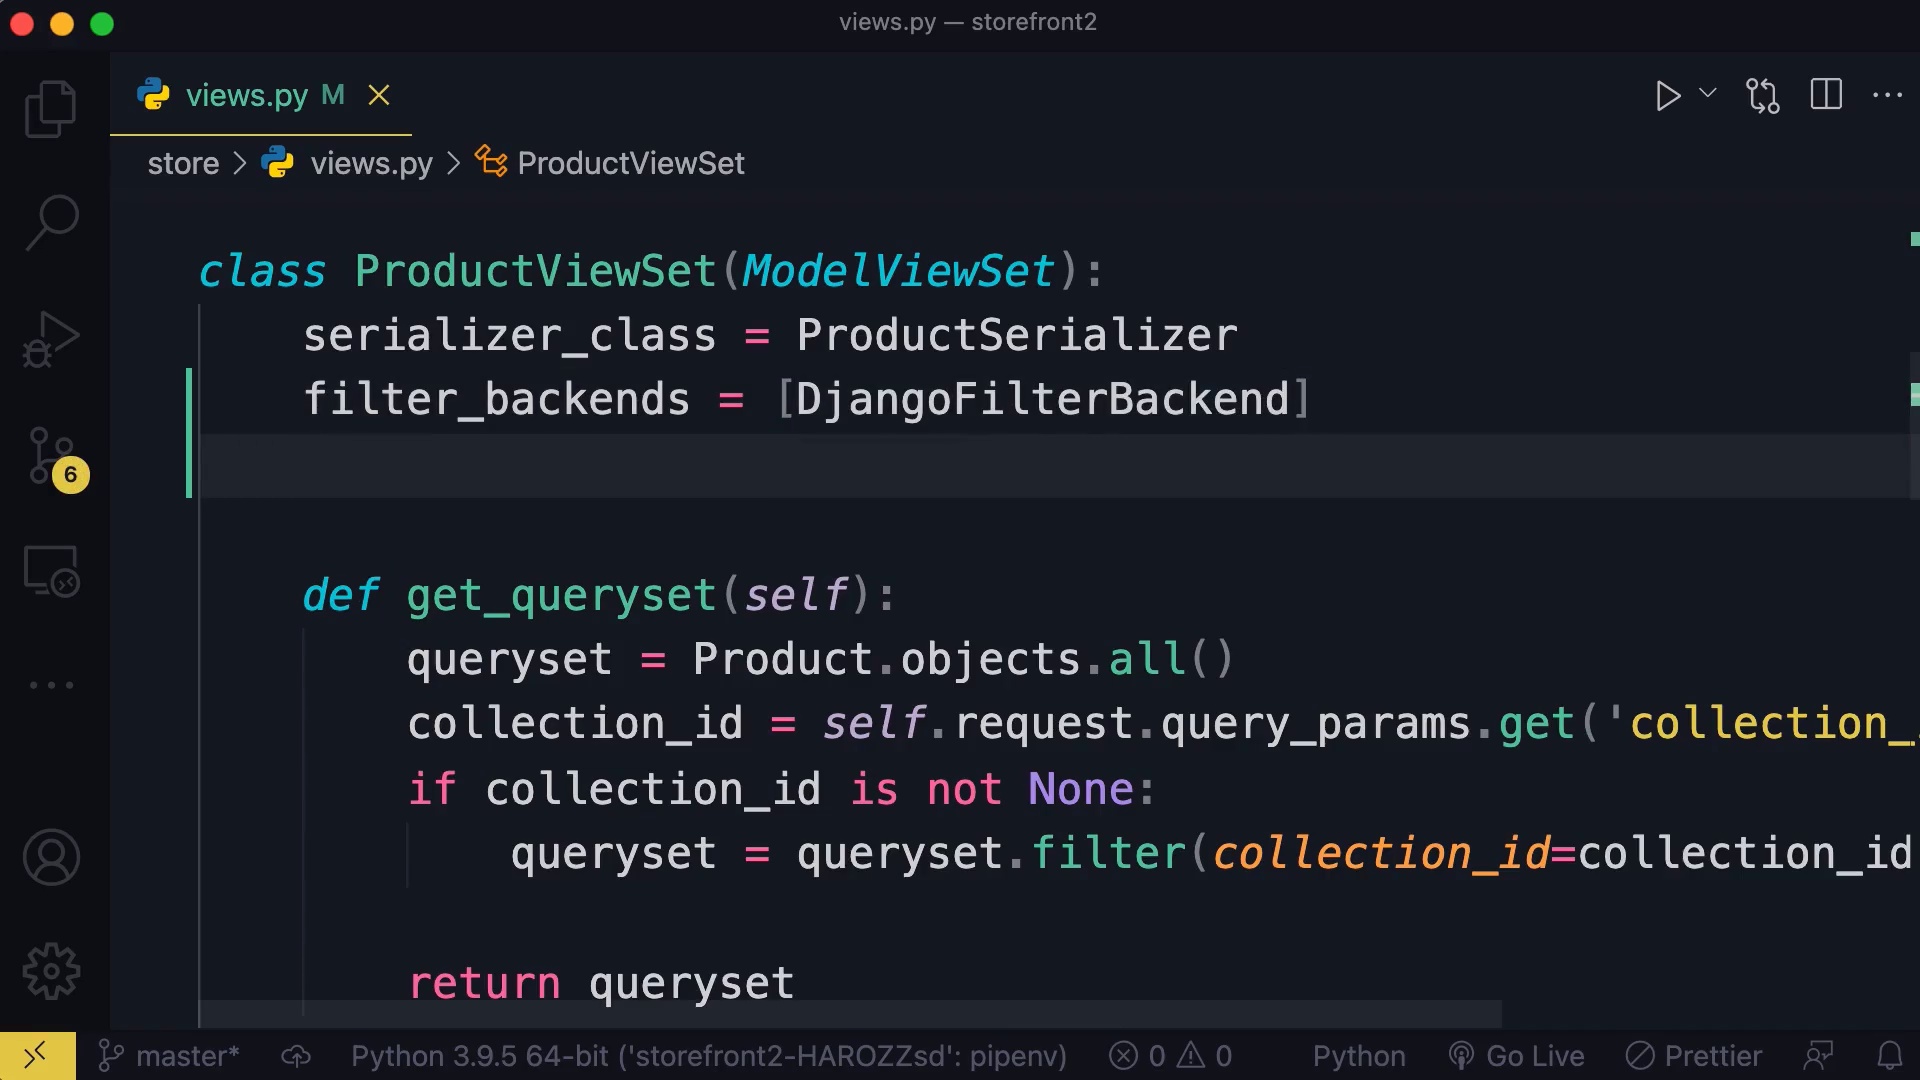 views.py — storefront2
views.py M
store > views.py > ProductViewSet
class ProductViewSet(ModelViewSet):
    serializer_class = ProductSerializer
    filter_backends = [DjangoFilterBackend]
    def get_queryset(self):
        queryset = Product.objects.all()
        collection_id = self.request.query_params.get('collection_
        if collection_id is not None:
            queryset = queryset.filter(collection_id=collection_id
        return queryset
6
master* Python 3.9.5 64-bit ('storefront2-HAROZZsd': pipenv) 0 0 Python Go Live Prettier